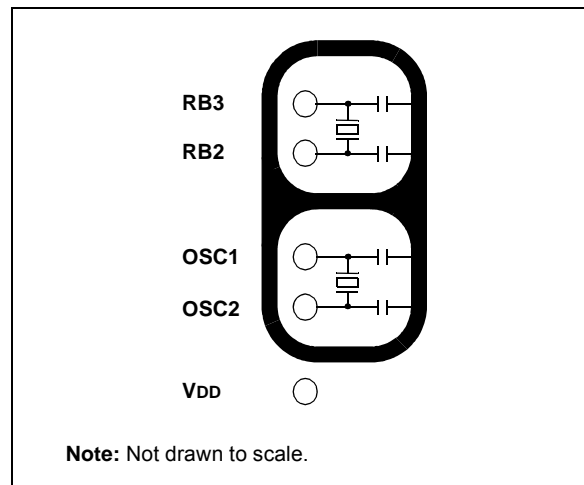 RB3
RB2
OSC1
OSC2
VDD
Note: Not drawn to scale.